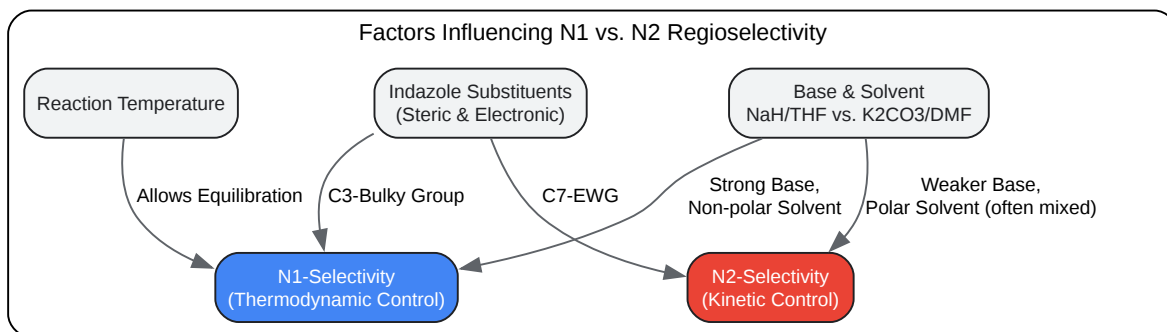 Factors Influencing N1 vs. N2 Regioselectivity
Reaction Temperature
Indazole Substituents
(Steric & Electronic)
Base & Solvent
NaH/THF vs. K2CO3/DMF
Allows Equilibration
C3-Bulky Group
C7-EWG
Strong Base,
Non-polar Solvent
Weaker Base,
Polar Solvent (often mixed)
N1-Selectivity
(Thermodynamic Control)
N2-Selectivity
(Kinetic Control)